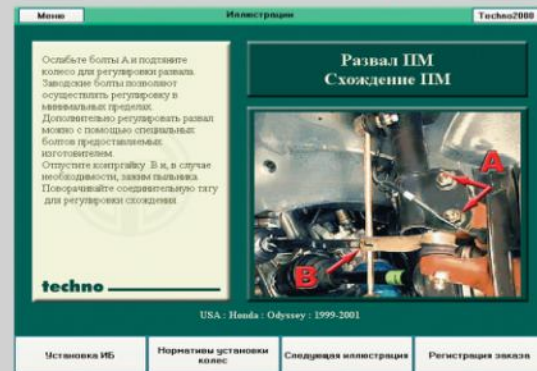 Меню
Иллюстрации
Techno2000
Ослабьте болты А и подтяните
колесо для регулировки развала.
Заводские болты позволяют
осуществлять регулировку в
минимальных пределах.
Дополнительно регулировать развал
можно с помощью специальных
болтов предоставляемых
изготовителем.
Отпустите контргайку В и, в случае
необходимости, зажим пыльника.
Поворачивайте соединительную тягу
для регулировки схождения.
techno
Развал ПМ
Схождение ПМ
A
B
USA : Honda : Odyssey : 1999-2001
Установка ИБ
Нормативы установки
колес
Следующая иллюстрация
Регистрация заказа